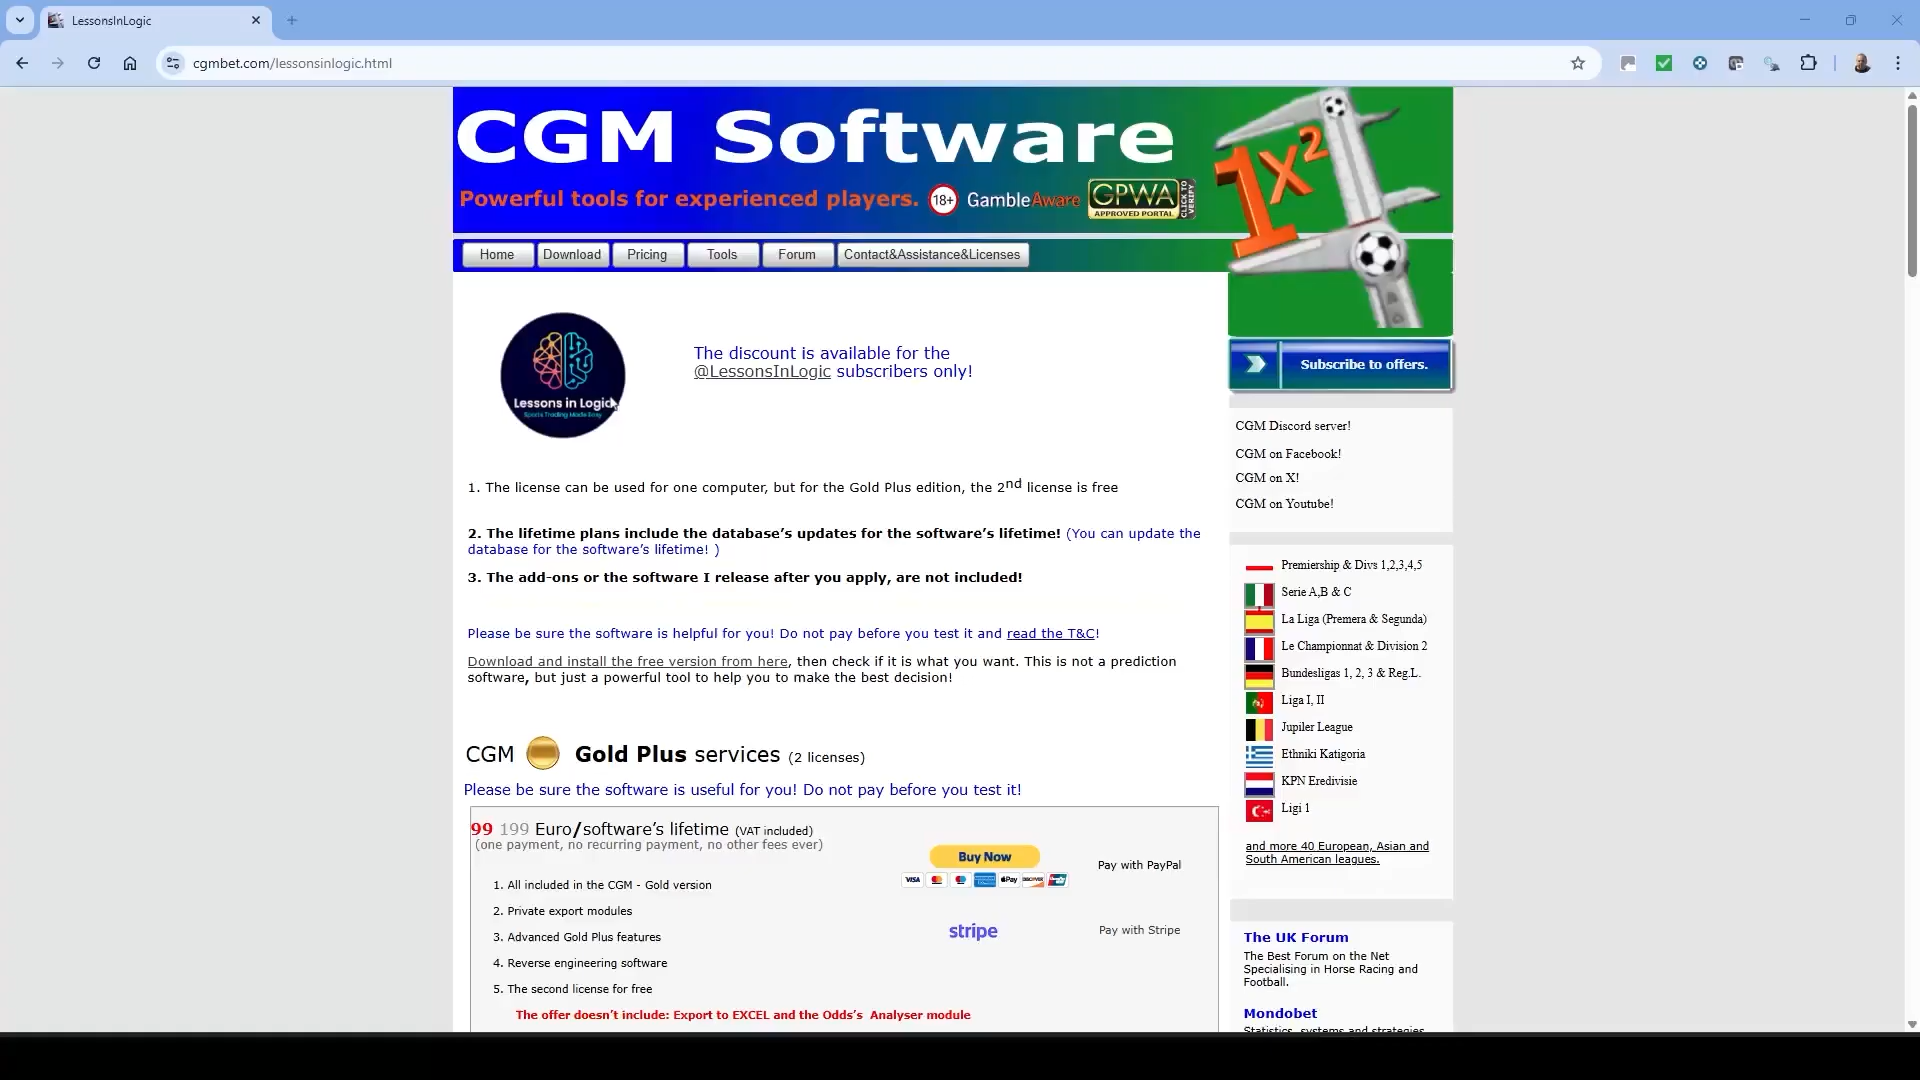 LessonsInLogic
cgmbet.com/lessonsinlogic.html
CGM Software
Powerful tools for experienced players.
18+
GambleAware
GPWA
APPROVED PORTAL
CLICK TO VERIFY
1x²
Home
Download
Pricing
Tools
Forum
Contact&Assistance&Licenses
Lessons in Logic
Sports Trading Made Easy
The discount is available for the
@LessonsInLogic subscribers only!
Subscribe to offers.
CGM Discord server!
CGM on Facebook!
CGM on X!
CGM on Youtube!
1. The license can be used for one computer, but for the Gold Plus edition, the 2nd license is free
2. The lifetime plans include the database's updates for the software's lifetime! (You can update the
database for the software's lifetime! )
3. The add-ons or the software I release after you apply, are not included!
Please be sure the software is helpful for you! Do not pay before you test it and read the T&C!
Download and install the free version from here, then check if it is what you want. This is not a prediction
software, but just a powerful tool to help you to make the best decision!
CGM Gold Plus services (2 licenses)
Please be sure the software is useful for you! Do not pay before you test it!
99 199 Euro/software's lifetime (VAT included)
(one payment, no recurring payment, no other fees ever)
1. All included in the CGM - Gold version
2. Private export modules
3. Advanced Gold Plus features
4. Reverse engineering software
5. The second license for free
The offer doesn't include: Export to EXCEL and the Odds's Analyser module
Buy Now
VISA
Pay
DISCOVER
Pay with PayPal
stripe
Pay with Stripe
Premiership & Divs 1,2,3,4,5
Serie A,B & C
La Liga (Premera & Segunda)
Le Championnat & Division 2
Bundesligas 1, 2, 3 & Reg.L.
Liga I, II
Jupiler League
Ethniki Katigoria
KPN Eredivisie
Ligi 1
and more 40 European, Asian and
South American leagues.
The UK Forum
The Best Forum on the Net
Specialising in Horse Racing and
Football.
Mondobet
Statistics, systems and strategies